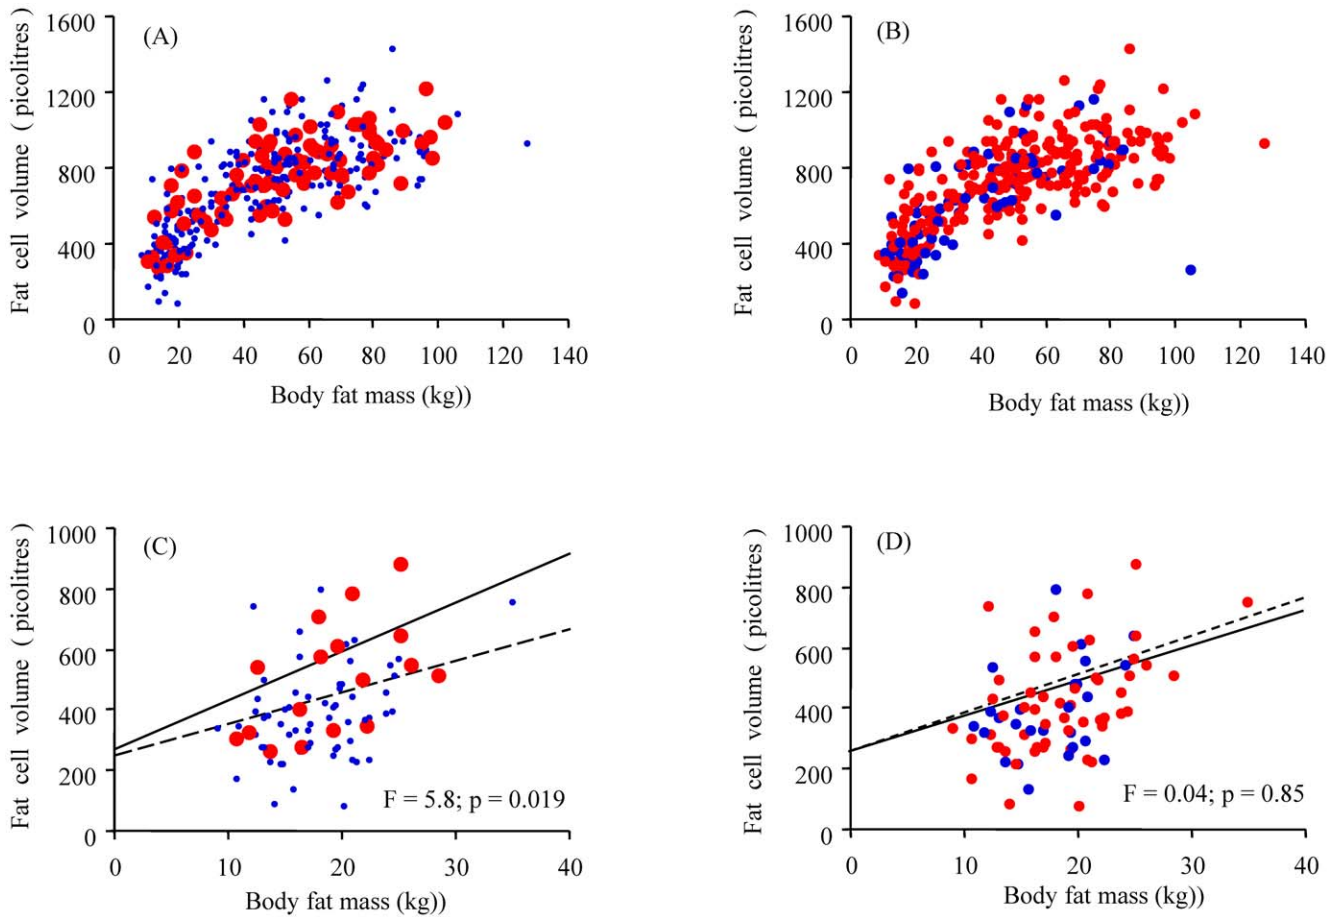 (A)
Fat cell volume ( picolitres )
1600
1200
800
400
0
0 20 40 60 80 100 120 140
Body fat mass (kg))
(B)
Fat cell volume ( picolitres )
1600
1200
800
400
0
0 20 40 60 80 100 120 140
Body fat mass (kg))
(C)
Fat cell volume ( picolitres )
1000
800
600
400
200
0
F = 5.8; p = 0.019
0 10 20 30 40
Body fat mass (kg))
(D)
Fat cell volume ( picolitres )
1000
800
600
400
200
0
F = 0.04; p = 0.85
0 10 20 30 40
Body fat mass (kg))